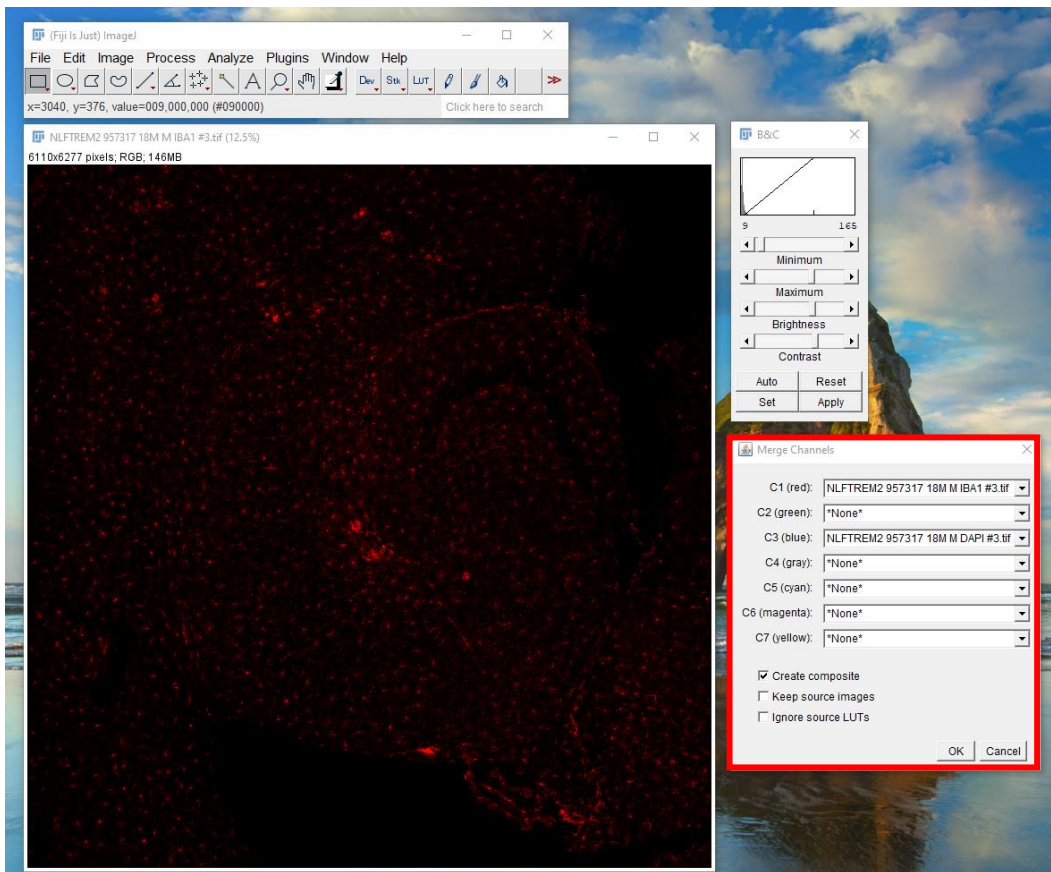 (Fiji Is Just) ImageJ
File Edit Image Process Analyze Plugins Window Help
A Dev Stk LUT >>
x=3040, y=376, value=009,000,000 (#090000) Click here to search
NLFTREM2 957317 18M M IBA1 #3.tif (12.5%)
6110x6277 pixels; RGB; 146MB
B&C
9 165
Minimum
Maximum
Brightness
Contrast
Auto Reset
Set Apply
Merge Channels
C1 (red): NLFTREM2 957317 18M M IBA1 #3.tif
C2 (green): *None*
C3 (blue): NLFTREM2 957317 18M M DAPI #3.tif
C4 (gray): *None*
C5 (cyan): *None*
C6 (magenta): *None*
C7 (yellow): *None*
Create composite
Keep source images
Ignore source LUTs
OK Cancel